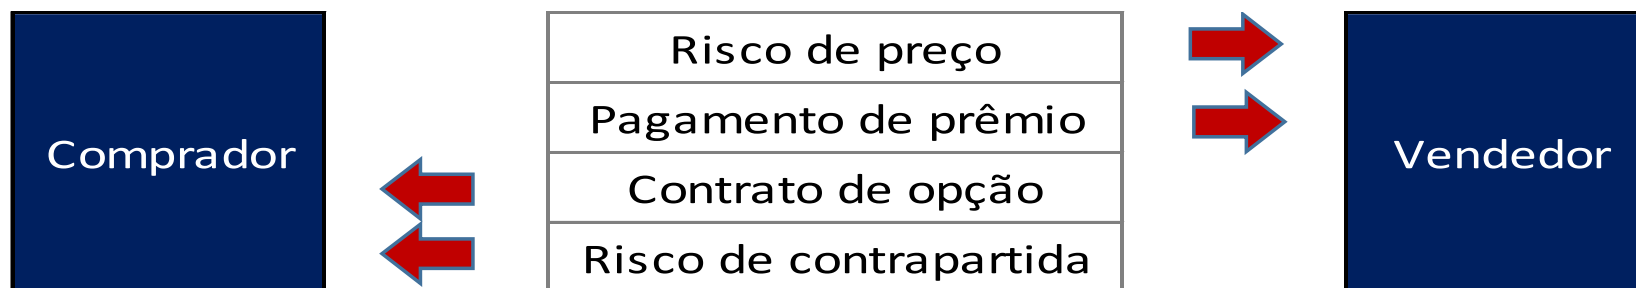 Comprador
Risco de preço
Pagamento de prêmio
Contrato de opção
Risco de contrapartida
Vendedor